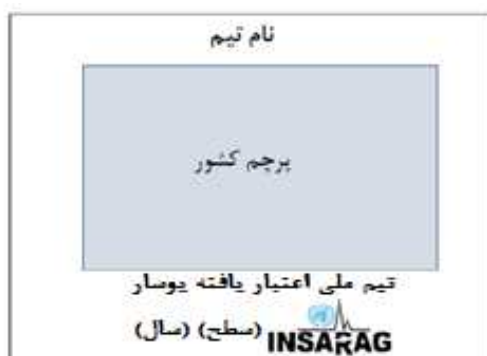 نام تیم
پرچم کشور
تیم ملی اعتبار یافته یوسار
(سطح) (سال) INSARAG